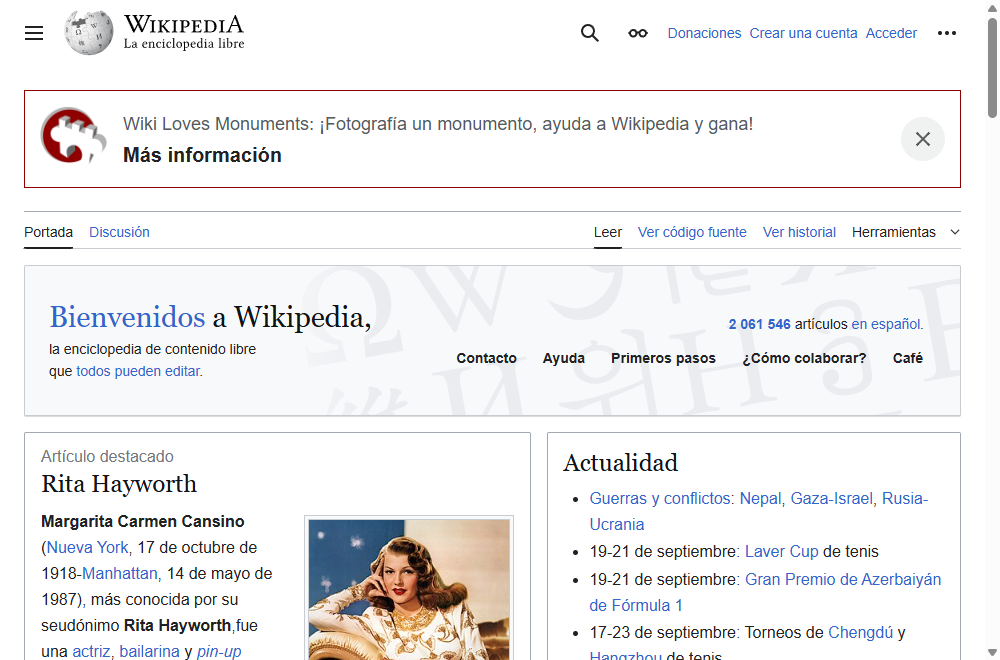 WIKIPEDIA
La enciclopedia libre
Donaciones Crear una cuenta Acceder
Wiki Loves Monuments: ¡Fotografía un monumento, ayuda a Wikipedia y gana!
Más información
Portada Discusión Leer Ver código fuente Ver historial Herramientas
Bienvenidos a Wikipedia,
la enciclopedia de contenido libre
que todos pueden editar.
2 061 546 artículos en español.
Contacto Ayuda Primeros pasos ¿Cómo colaborar? Café
Artículo destacado
Rita Hayworth
Margarita Carmen Cansino
(Nueva York, 17 de octubre de
1918-Manhattan, 14 de mayo de
1987), más conocida por su
seudónimo Rita Hayworth,fue
una actriz, bailarina y pin-up
Actualidad
Guerras y conflictos: Nepal, Gaza-Israel, Rusia-
Ucrania
19-21 de septiembre: Laver Cup de tenis
19-21 de septiembre: Gran Premio de Azerbaiyán
de Fórmula 1
17-23 de septiembre: Torneos de Chengdú y
Hangzhou de tenis